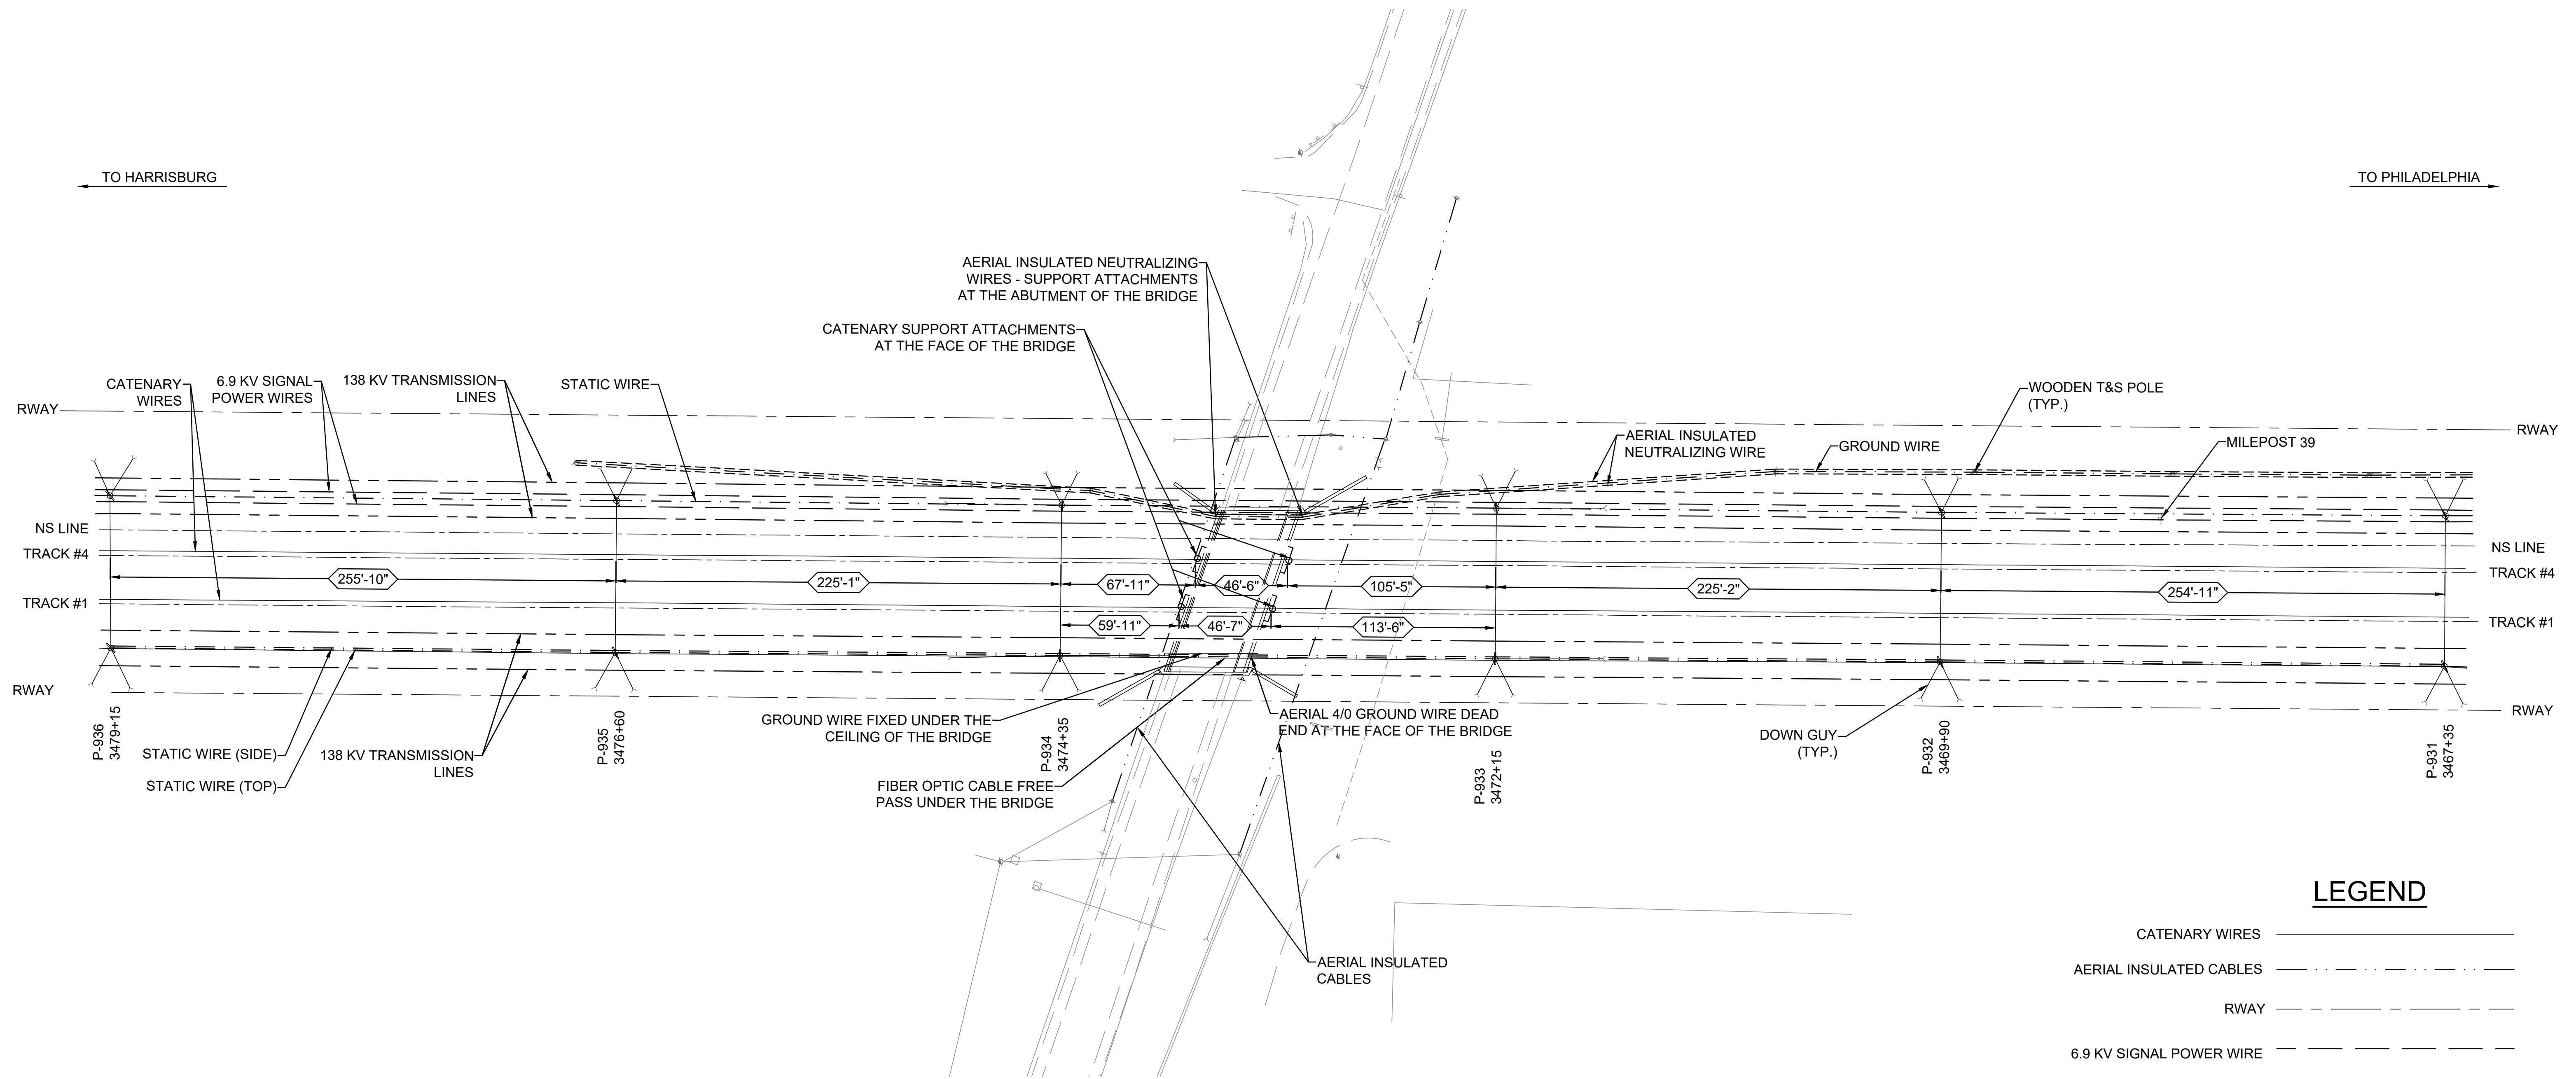 TO HARRISBURG
TO PHILADELPHIA
AERIAL INSULATED NEUTRALIZING
WIRES - SUPPORT ATTACHMENTS
AT THE ABUTMENT OF THE BRIDGE
CATENARY SUPPORT ATTACHMENTS
AT THE FACE OF THE BRIDGE
CATENARY
WIRES
6.9 KV SIGNAL
POWER WIRES
138 KV TRANSMISSION
LINES
STATIC WIRE
WOODEN T&S POLE
(TYP.)
RWAY
RWAY
AERIAL INSULATED
NEUTRALIZING WIRE
GROUND WIRE
MILEPOST 39
NS LINE
TRACK #4
TRACK #1
NS LINE
TRACK #4
TRACK #1
255'-10"
225'-1"
67'-11"
46'-6"
105'-5"
225'-2"
254'-11"
59'-11"
46'-7"
113'-6"
RWAY
RWAY
P-936
3479+15
P-935
3476+60
P-934
3474+35
P-933
3472+15
P-932
3469+90
P-931
3467+35
STATIC WIRE (SIDE)
STATIC WIRE (TOP)
138 KV TRANSMISSION
LINES
GROUND WIRE FIXED UNDER THE
CEILING OF THE BRIDGE
FIBER OPTIC CABLE FREE
PASS UNDER THE BRIDGE
AERIAL 4/0 GROUND WIRE DEAD
END AT THE FACE OF THE BRIDGE
DOWN GUY
(TYP.)
AERIAL INSULATED
CABLES
LEGEND
CATENARY WIRES
AERIAL INSULATED CABLES
RWAY
6.9 KV SIGNAL POWER WIRE